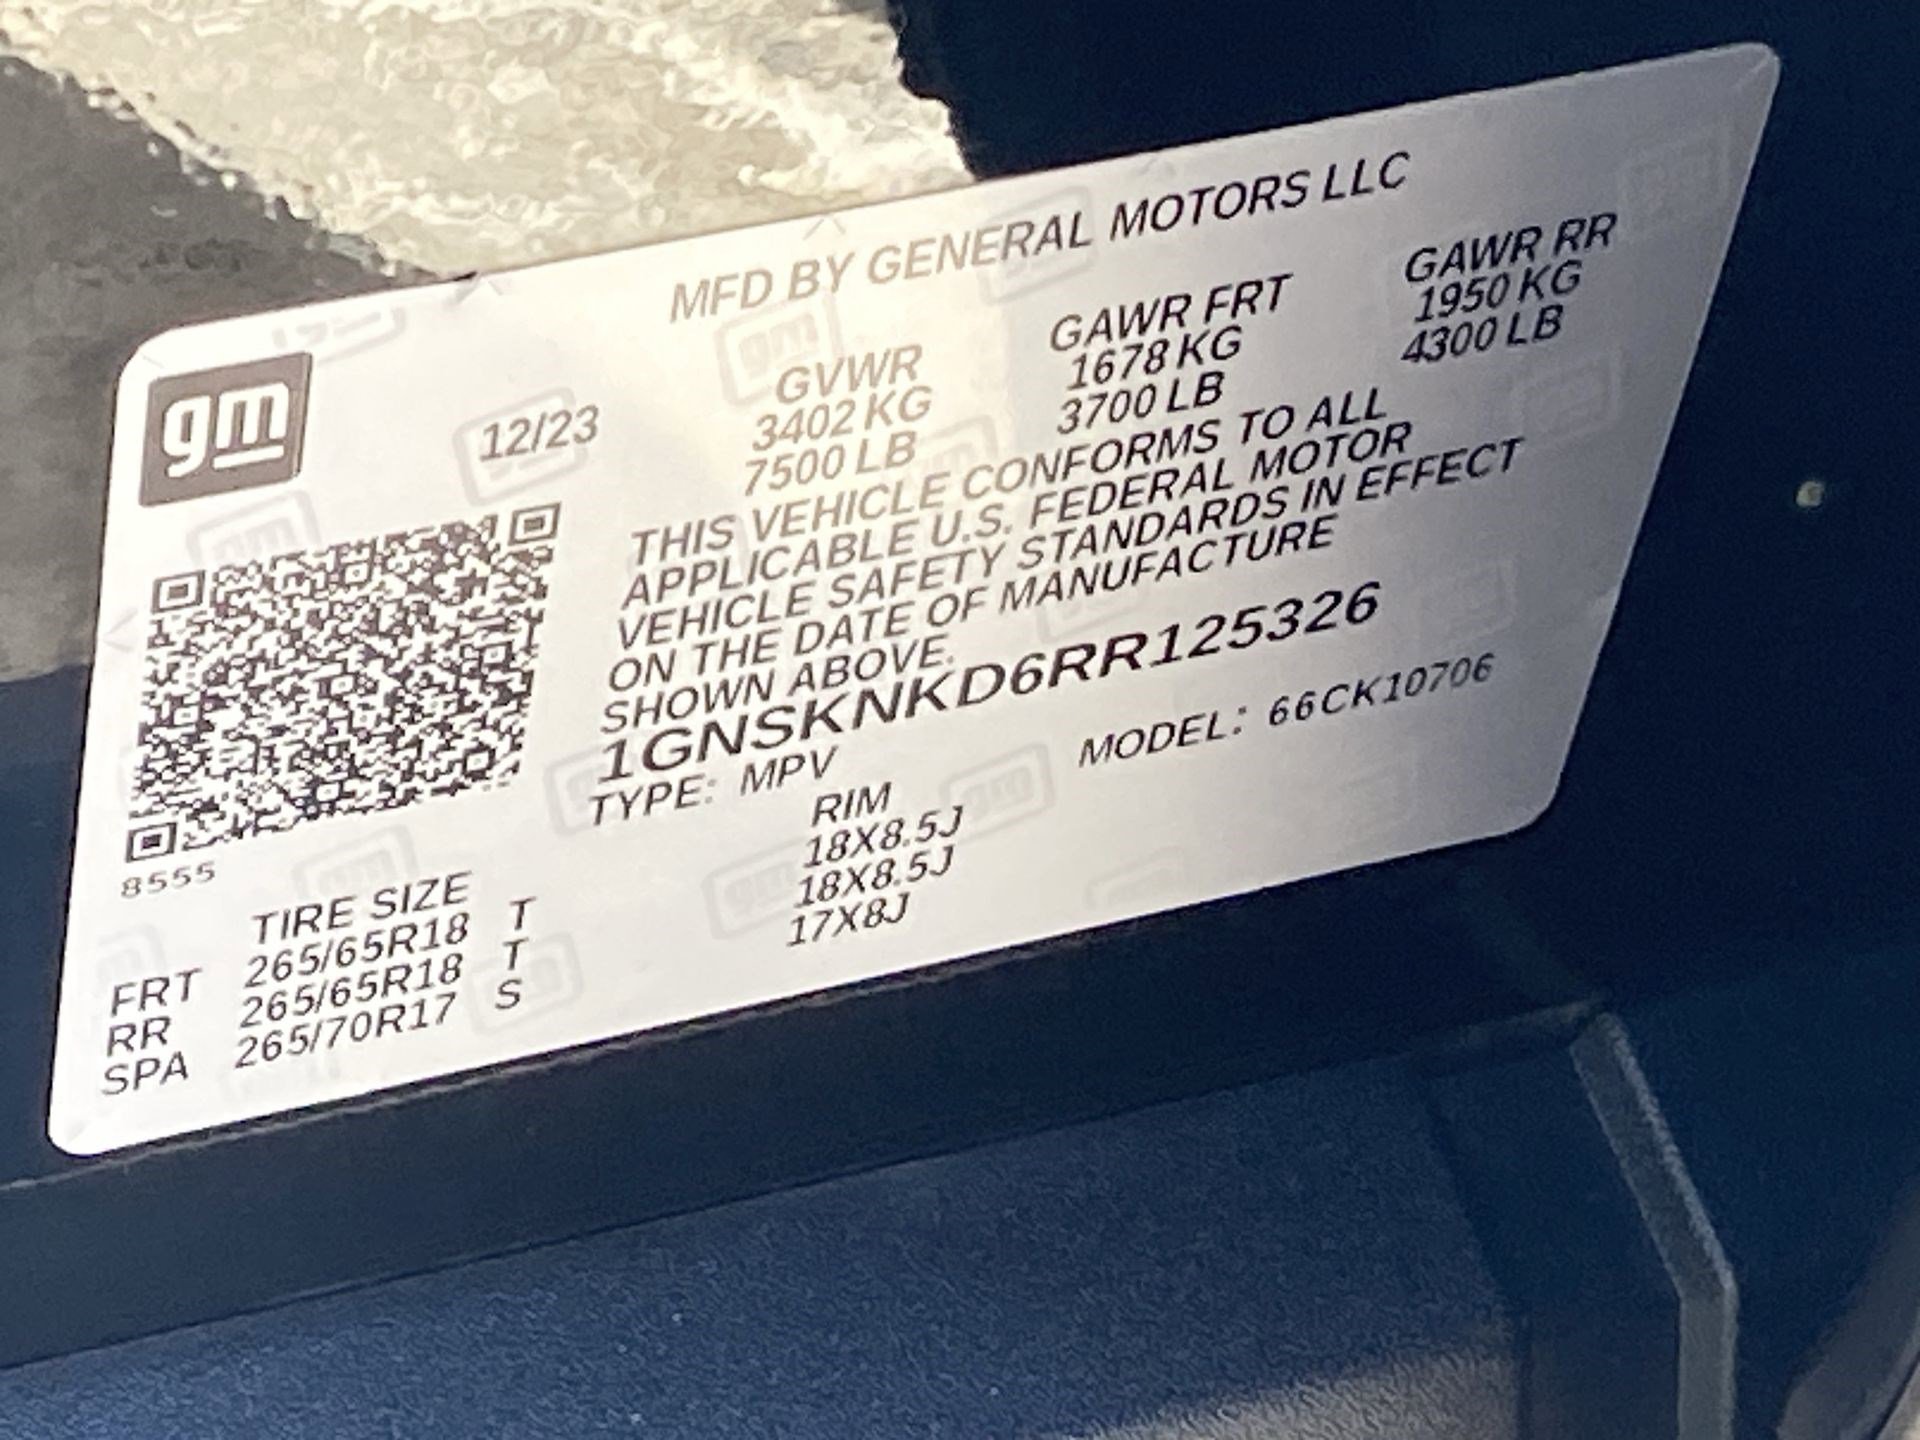 MFD BY GENERAL MOTORS LLC
gm
12/23
GVWR GAWR FRT GAWR RR
3402 KG 1678 KG 1950 KG
7500 LB 3700 LB 4300 LB
THIS VEHICLE CONFORMS TO ALL
APPLICABLE U.S. FEDERAL MOTOR
VEHICLE SAFETY STANDARDS IN EFFECT
ON THE DATE OF MANUFACTURE
SHOWN ABOVE.
1GNSKNKD6RR125326
TYPE: MPV MODEL: 66CK10706
8555
TIRE SIZE RIM
FRT 265/65R18 T 18X8.5J
RR 265/65R18 T 18X8.5J
SPA 265/70R17 S 17X8J